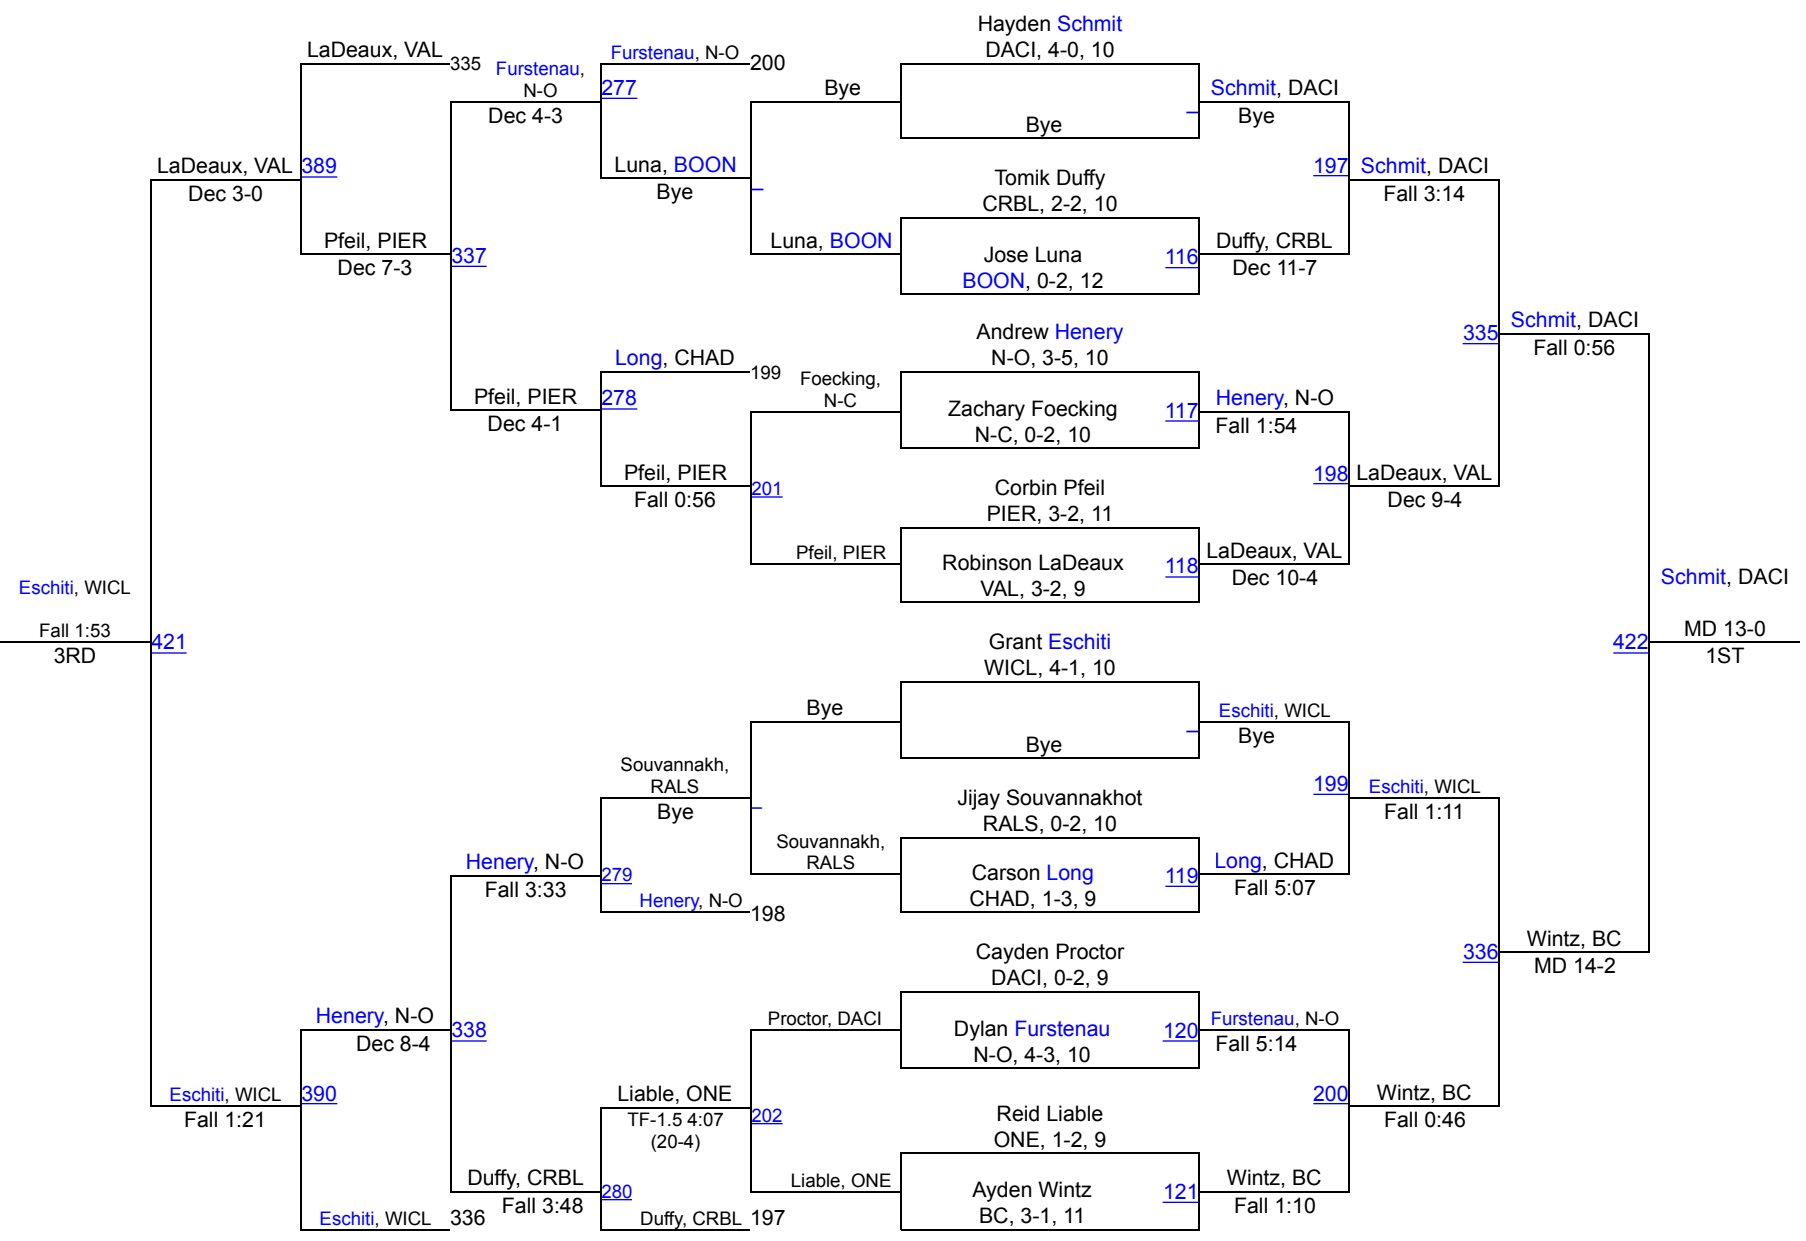 Hayden Schmit
DACI, 4-0, 10
Bye
Tomik Duffy
CRBL, 2-2, 10
Jose Luna
BOON, 0-2, 12
116
Andrew Henery
N-O, 3-5, 10
Zachary Foecking
N-C, 0-2, 10
117
Corbin Pfeil
PIER, 3-2, 11
Robinson LaDeaux
VAL, 3-2, 9
118
Grant Eschiti
WICL, 4-1, 10
Bye
Jijay Souvannakhot
RALS, 0-2, 10
Carson Long
CHAD, 1-3, 9
119
Cayden Proctor
DACI, 0-2, 9
Dylan Furstenau
N-O, 4-3, 10
120
Reid Liable
ONE, 1-2, 9
Ayden Wintz
BC, 3-1, 11
121
Schmit, DACI
Bye
197
Duffy, CRBL
Dec 11-7
Henery, N-O
Fall 1:54
198
LaDeaux, VAL
Dec 10-4
Eschiti, WICL
Bye
199
Long, CHAD
Fall 5:07
Furstenau, N-O
Fall 5:14
200
Wintz, BC
Fall 1:10
Schmit, DACI
Fall 3:14
335
LaDeaux, VAL
Dec 9-4
Eschiti, WICL
Fall 1:11
336
Wintz, BC
Fall 0:46
Schmit, DACI
Fall 0:56
422
Wintz, BC
MD 14-2
Schmit, DACI
MD 13-0
1ST
Bye
Luna, BOON
Foecking,
N-C
201
Pfeil, PIER
Bye
Souvannakh,
RALS
Proctor, DACI
202
Liable, ONE
Furstenau, N-O
200
277
Luna, BOON
Bye
Long, CHAD
199
278
Pfeil, PIER
Fall 0:56
Souvannakh,
RALS
Bye
279
Henery, N-O
198
Liable, ONE
TF-1.5 4:07
(20-4)
280
Duffy, CRBL
197
Furstenau,
N-O
Dec 4-3
337
Pfeil, PIER
Dec 4-1
Henery, N-O
Fall 3:33
338
Duffy, CRBL
Fall 3:48
LaDeaux, VAL
335
389
Pfeil, PIER
Dec 7-3
Henery, N-O
Dec 8-4
390
Eschiti, WICL
336
LaDeaux, VAL
Dec 3-0
421
Eschiti, WICL
Fall 1:21
Eschiti, WICL
Fall 1:53
3RD